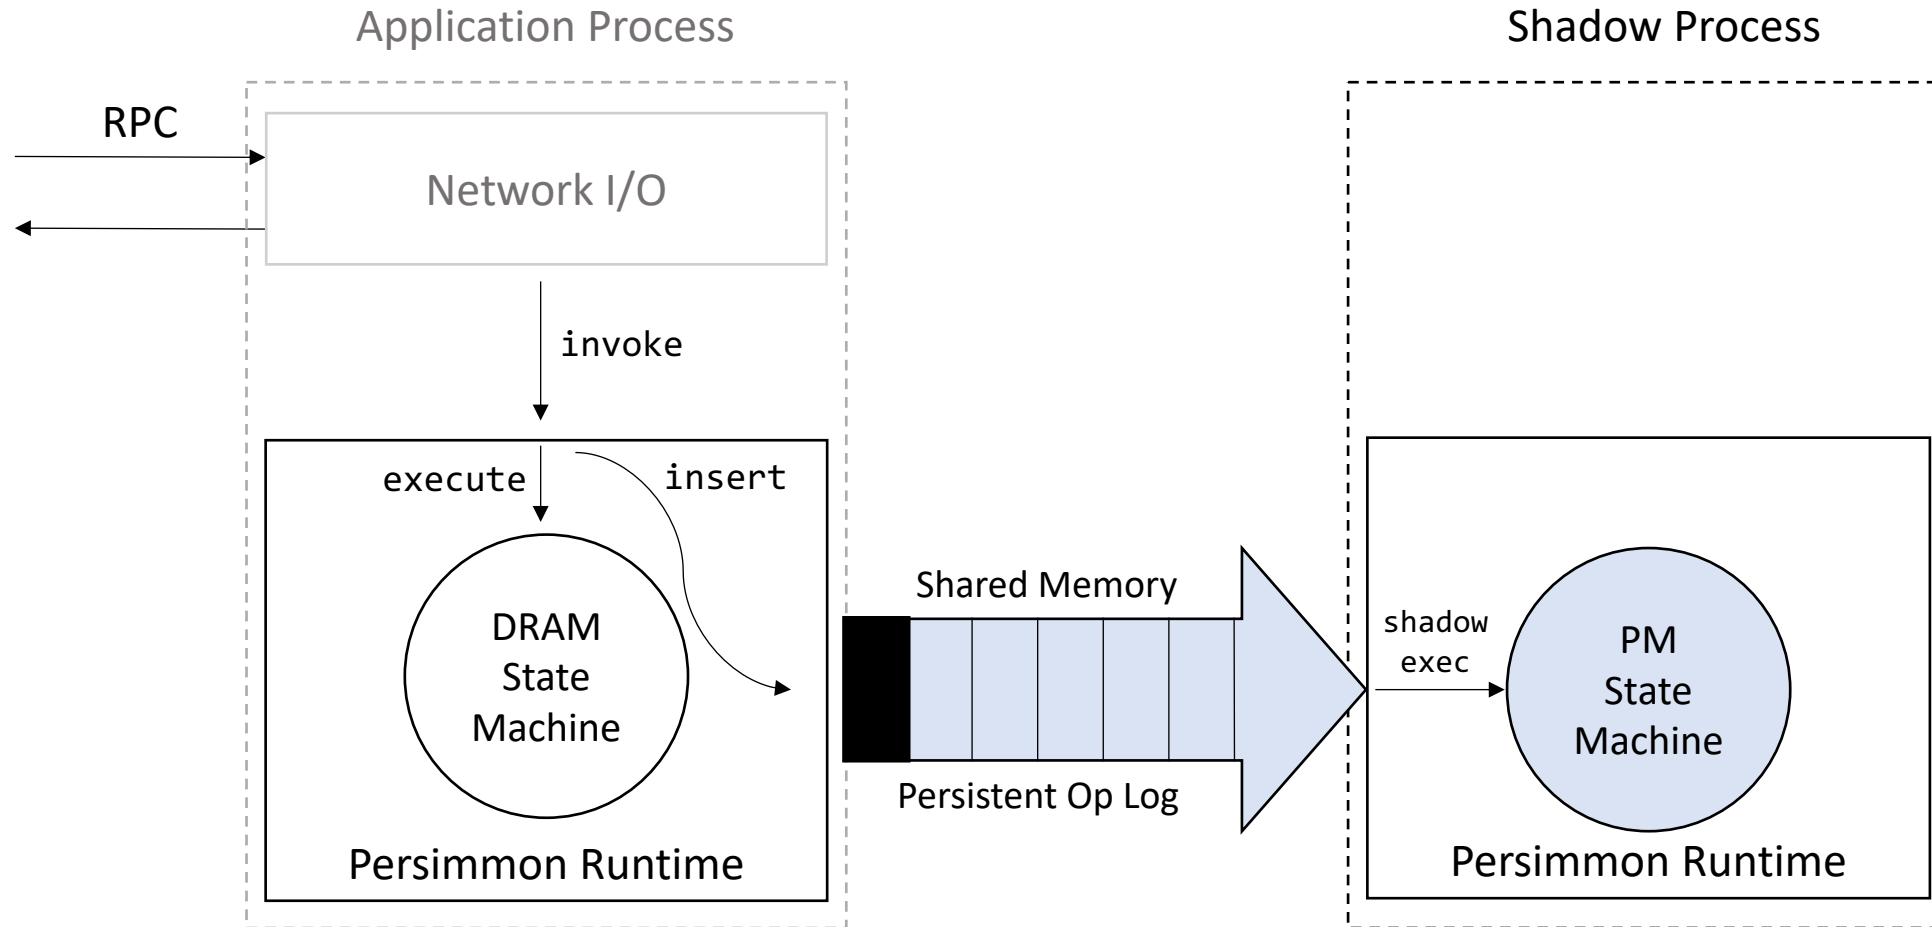 Application Process
Shadow Process
RPC
Network I/O
invoke
execute
insert
DRAM
State
Machine
Persimmon Runtime
Shared Memory
Persistent Op Log
shadow
exec
PM
State
Machine
Persimmon Runtime